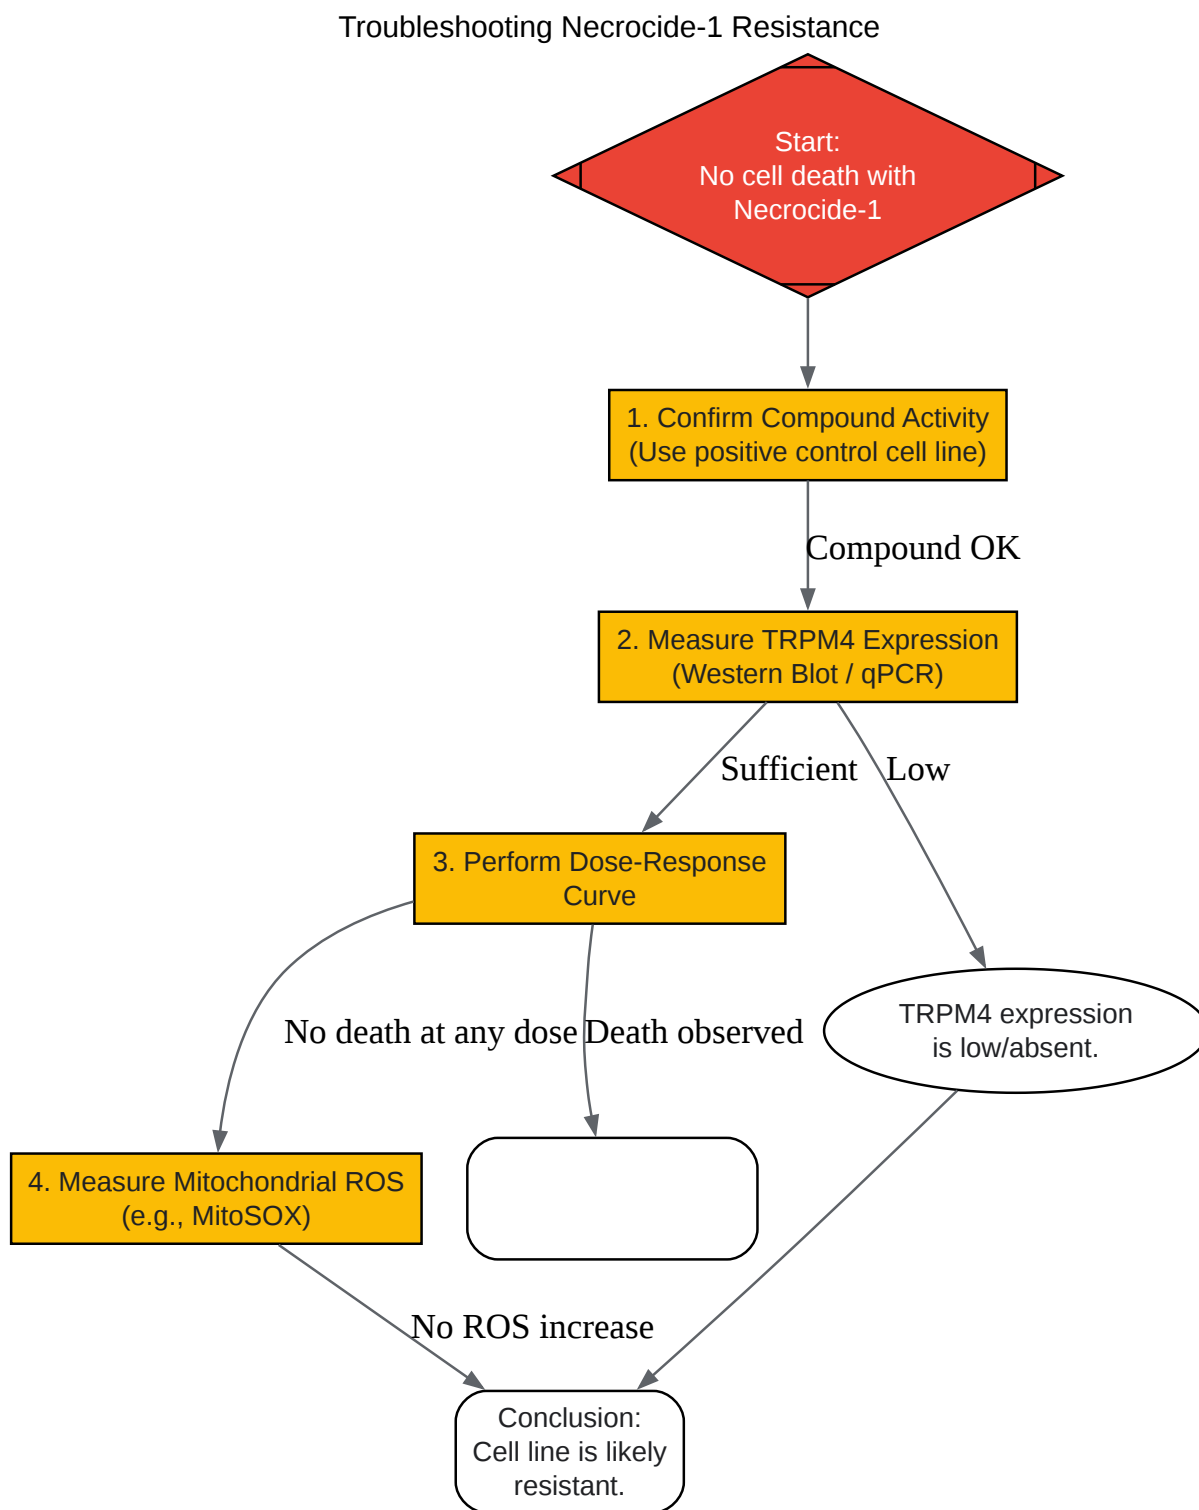 Troubleshooting Necrocide-1 Resistance
Start:
No cell death with
Necrocide-1
1. Confirm Compound Activity
(Use positive control cell line)
Compound OK
2. Measure TRPM4 Expression
(Western Blot / qPCR)
Sufficient
Low
3. Perform Dose-Response
Curve
TRPM4 expression
is low/absent.
No death at any dose
Death observed
4. Measure Mitochondrial ROS
(e.g., MitoSOX)
No ROS increase
Conclusion:
Cell line is likely
resistant.